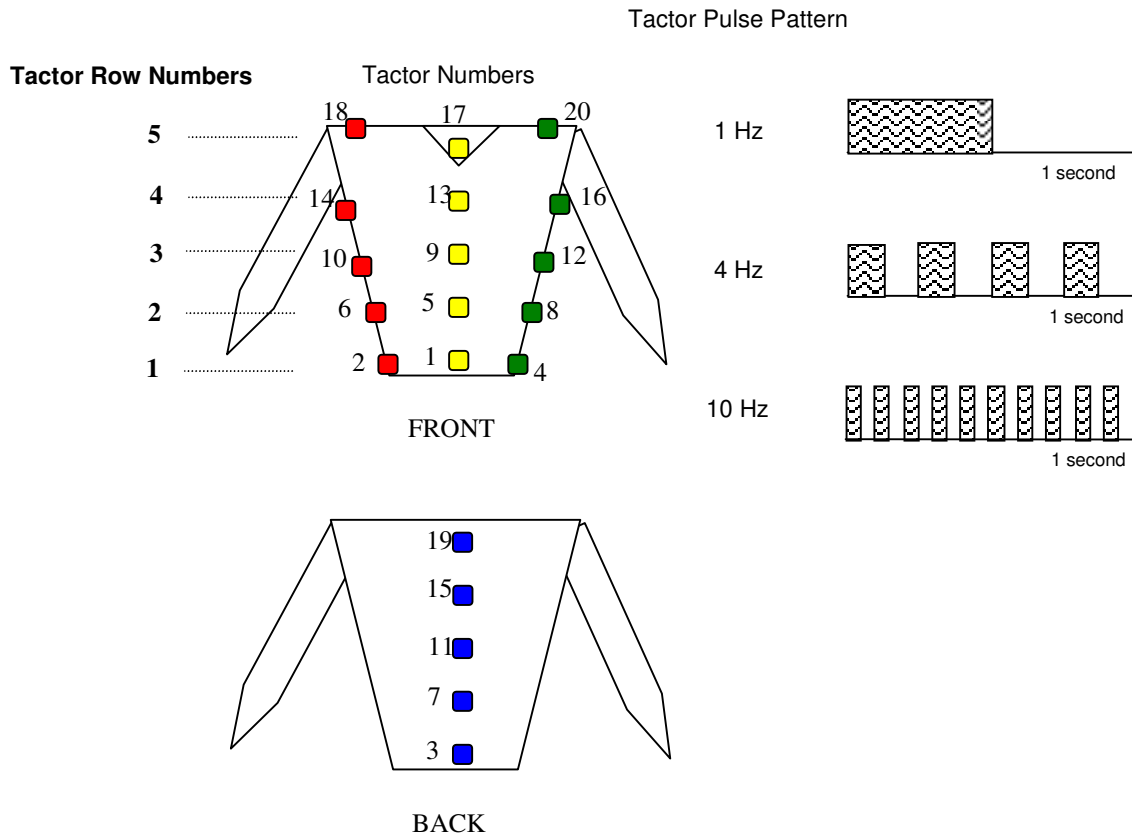 Tactor Pulse Pattern
Tactor Row Numbers
Tactor Numbers
18 17 20
5
1 Hz
1 second
4
14 13 16
3
10 9 12
4 Hz
1 second
2
6 5 8
1
2 1 4
10 Hz
1 second
FRONT
19
15
11
7
3
BACK